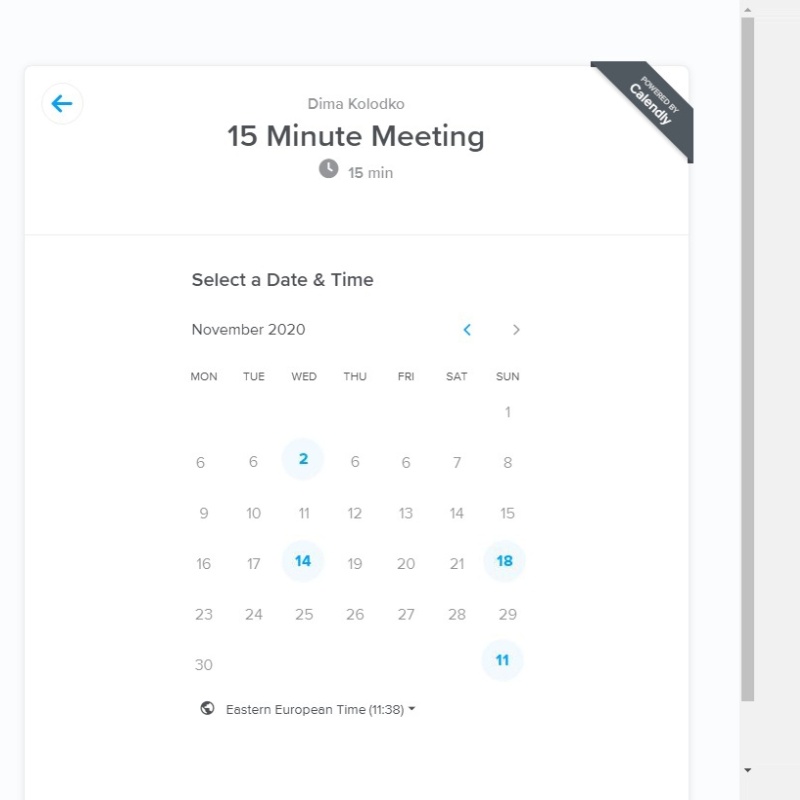 POWERED BY
Calendly
Dima Kolodko
15 Minute Meeting
15 min
Select a Date & Time
November 2020
MON TUE WED THU FRI SAT SUN
1
6 6 2 6 6 7 8
9 10 11 12 13 14 15
16 17 14 19 20 21 18
23 24 25 26 27 28 29
30 11
Eastern European Time (11:38)